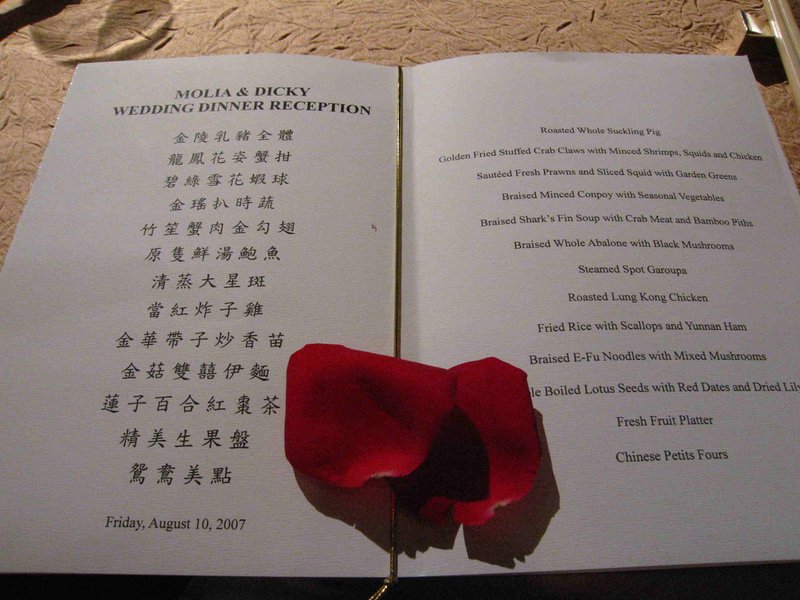 MOLIA & DICKY
WEDDING DINNER RECEPTION
金陵乳豬全體
龍鳳花姿蟹拑
碧綠雪花蝦球
金瑤扒時蔬
竹笙蟹肉金勾翅
原隻鮮湯鮑魚
清蒸大星斑
當紅炸子雞
金華帶子炒香苗
金菇雙囍伊麵
蓮子百合紅棗茶
精美生果盤
鴛鴦美點
Friday, August 10, 2007
Roasted Whole Suckling Pig
Golden Fried Stuffed Crab Claws with Minced Shrimps, Squids and Chicken
Sautéed Fresh Prawns and Sliced Squid with Garden Greens
Braised Minced Conpoy with Seasonal Vegetables
Braised Shark's Fin Soup with Crab Meat and Bamboo Piths
Braised Whole Abalone with Black Mushrooms
Steamed Spot Garoupa
Roasted Lung Kong Chicken
Fried Rice with Scallops and Yunnan Ham
Braised E-Fu Noodles with Mixed Mushrooms
le Boiled Lotus Seeds with Red Dates and Dried Lily
Fresh Fruit Platter
Chinese Petits Fours